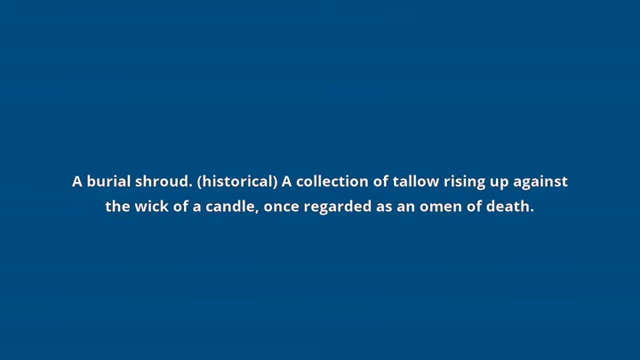 A burial shroud. (historical) A collection of tallow rising up against
the wick of a candle, once regarded as an omen of death.